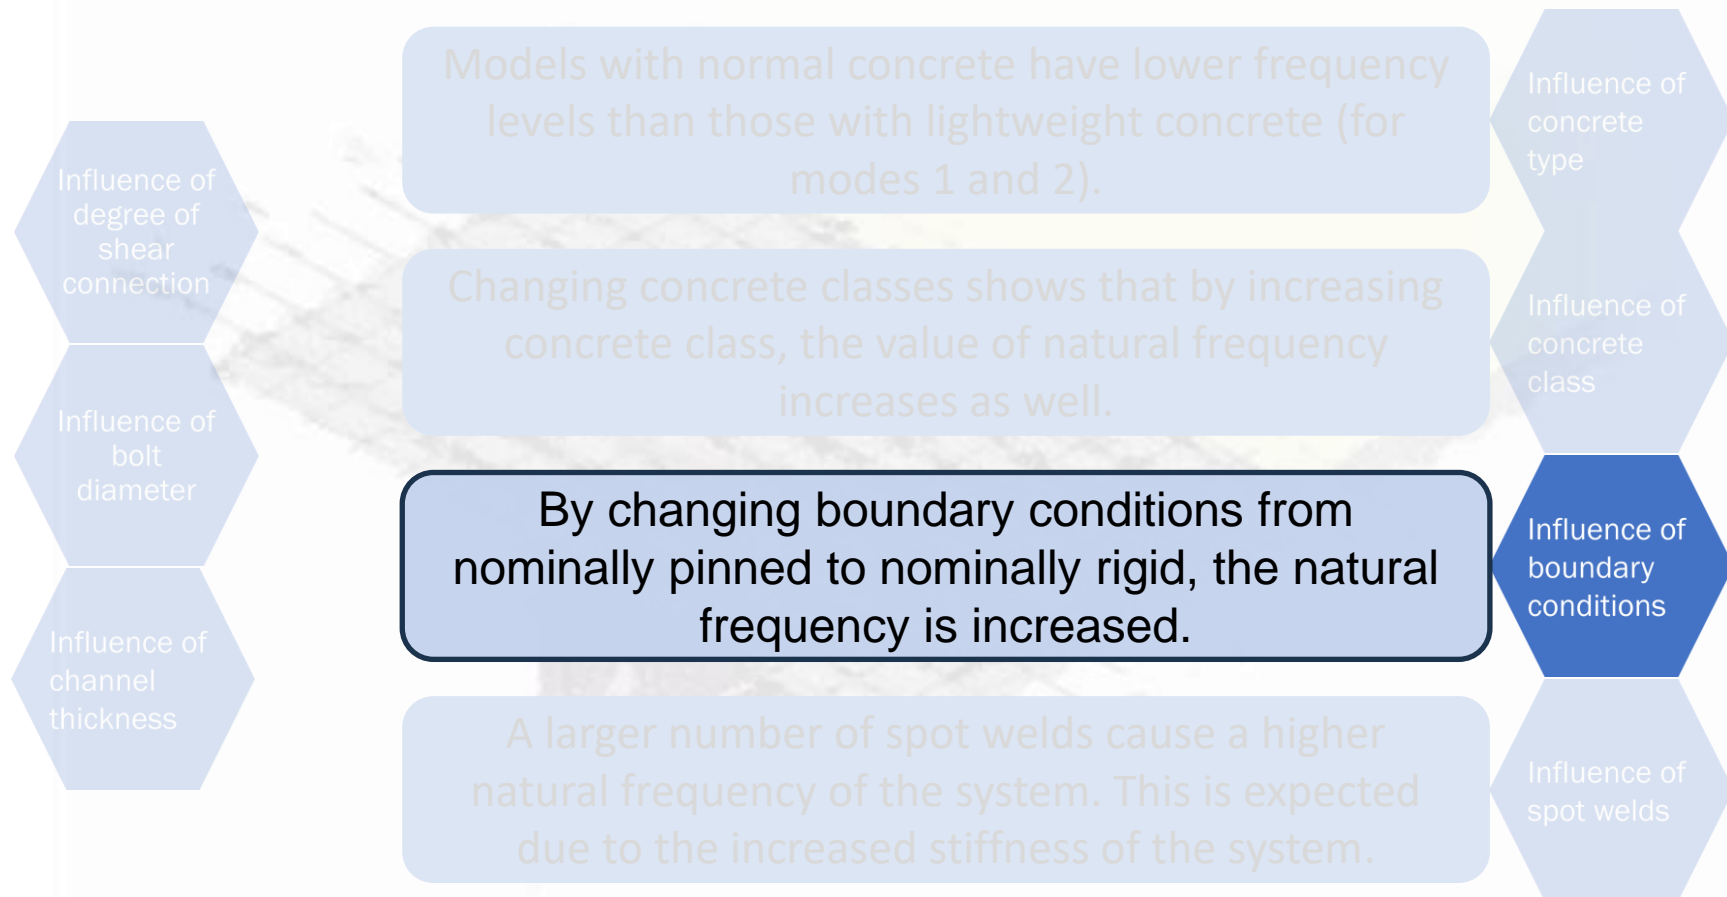 Influence of
degree of
shear
connection
Influence of
bolt
diameter
Influence of
channel
thickness
Models with normal concrete have lower frequency
levels than those with lightweight concrete (for
modes 1 and 2).
Influence of
concrete
type
Changing concrete classes shows that by increasing
concrete class, the value of natural frequency
increases as well.
Influence of
concrete
class
By changing boundary conditions from
nominally pinned to nominally rigid, the natural
frequency is increased.
Influence of
boundary
conditions
A larger number of spot welds cause a higher
natural frequency of the system. This is expected
due to the increased stiffness of the system.
Influence of
spot welds